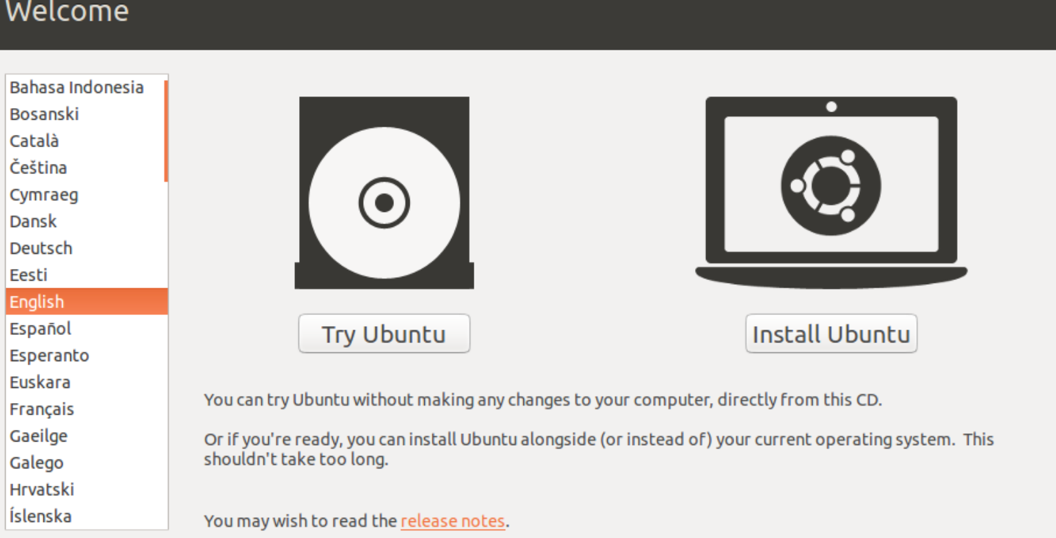 Welcome
Bahasa Indonesia
Bosanski
Català
Čeština
Cymraeg
Dansk
Deutsch
Eesti
English
Español
Esperanto
Euskara
Français
Gaeilge
Galego
Hrvatski
Íslenska
Try Ubuntu
Install Ubuntu
You can try Ubuntu without making any changes to your computer, directly from this CD.
Or if you're ready, you can install Ubuntu alongside (or instead of) your current operating system. This
shouldn't take too long.
You may wish to read the release notes.